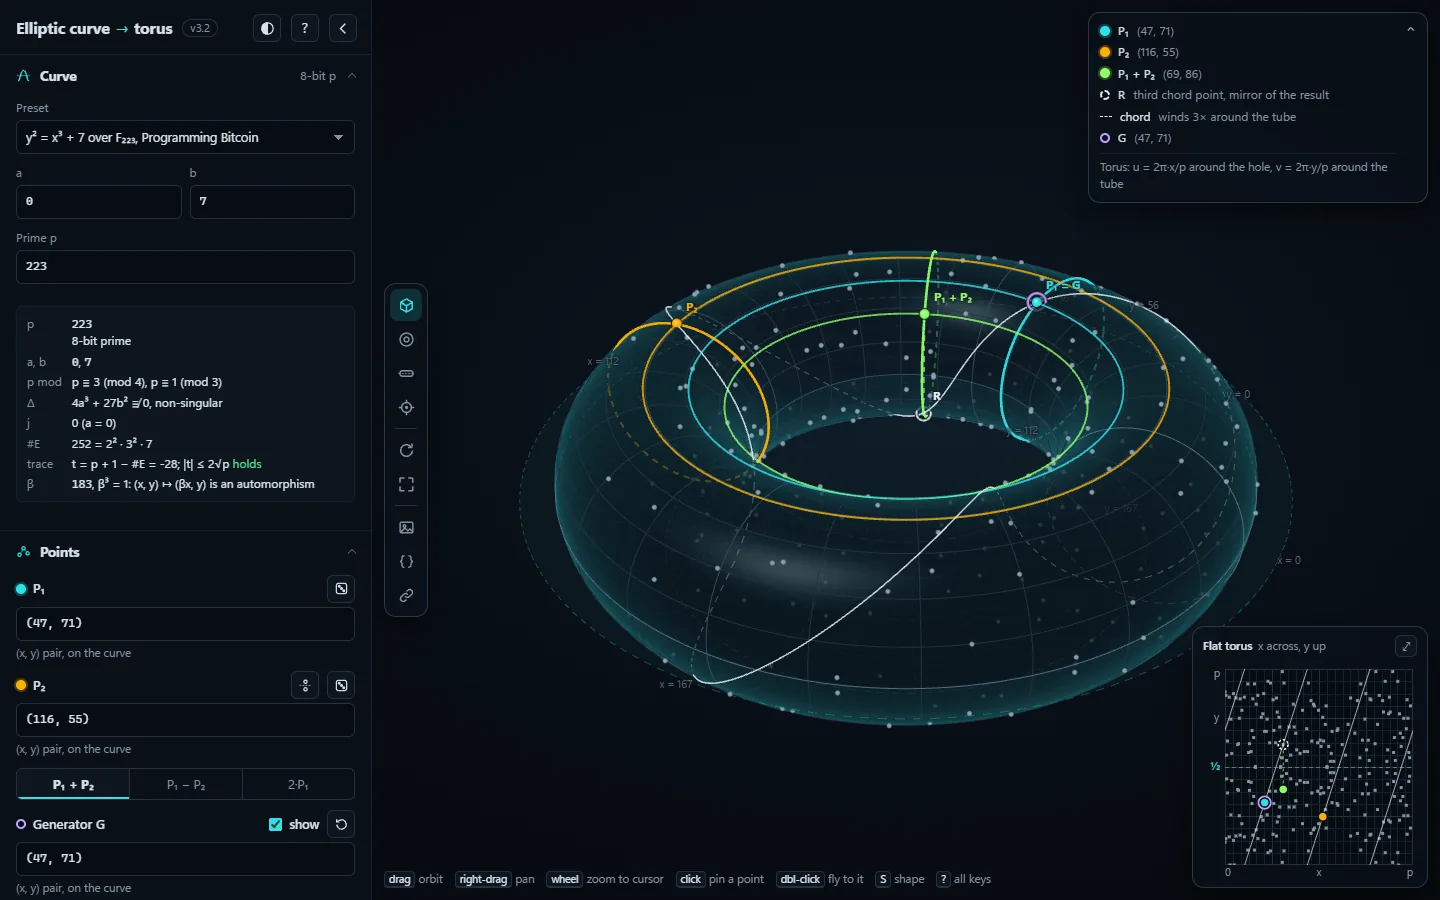 Elliptic curve → torus v3.2
?
Curve 8-bit p
Preset
y² = x³ + 7 over F₂₂₃, Programming Bitcoin
a b
0 7
Prime p
223
p 223
8-bit prime
a, b 0, 7
p mod p ≡ 3 (mod 4), p ≡ 1 (mod 3)
Δ 4a³ + 27b² ≢ 0, non-singular
j 0 (a = 0)
#E 252 = 2² · 3² · 7
trace t = p + 1 − #E = -28; |t| ≤ 2√p holds
β 183, β³ = 1: (x, y) ↦ (βx, y) is an automorphism
Points
P₁
(47, 71)
(x, y) pair, on the curve
P₂
(116, 55)
(x, y) pair, on the curve
P₁ + P₂ P₁ − P₂ 2·P₁
Generator G show
(47, 71)
(x, y) pair, on the curve
P₁ (47, 71)
P₂ (116, 55)
P₁ + P₂ (69, 86)
R third chord point, mirror of the result
chord winds 3× around the tube
G (47, 71)
Torus: u = 2π·x/p around the hole, v = 2π·y/p around the
tube
P₁ = G
P₁ + P₂
P₂
x = 112
y = 0
R
y = 112
y = 167
x = 0
x = 167
Flat torus x across, y up
p
y
½
0 x p
drag orbit right-drag pan wheel zoom to cursor click pin a point dbl-click fly to it S shape ? all keys